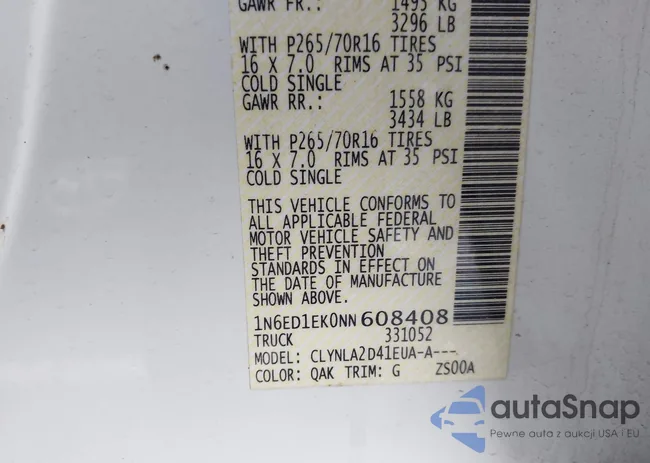 GAWR FR.: 1495 KG
3296 LB
WITH P265/70R16 TIRES
16 X 7.0 RIMS AT 35 PSI
COLD SINGLE
GAWR RR.: 1558 KG
3434 LB
WITH P265/70R16 TIRES
16 X 7.0 RIMS AT 35 PSI
COLD SINGLE
THIS VEHICLE CONFORMS TO
ALL APPLICABLE FEDERAL
MOTOR VEHICLE SAFETY AND
THEFT PREVENTION
STANDARDS IN EFFECT ON
THE DATE OF MANUFACTURE
SHOWN ABOVE.
1N6ED1EK0NN608408
TRUCK 331052
MODEL: CLYNLA2D41EUA-A---
COLOR: QAK TRIM: G ZS00A
autaSnap
Pewne auta z aukcji USA i EU